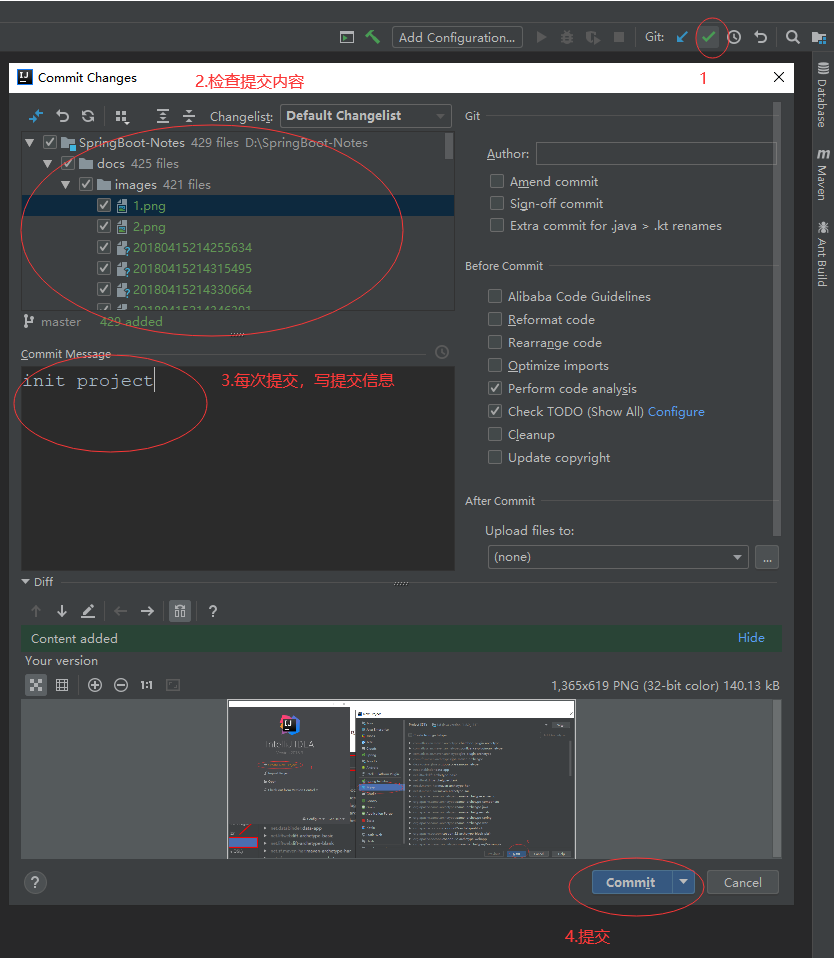 Add Configuration...
Git:
Commit Changes
2.检查提交内容
1
Changelist:
Default Changelist
SpringBoot-Notes 429 files D:\SpringBoot-Notes
docs 425 files
images 421 files
1.png
2.png
20180415214255634
20180415214315495
20180415214330664
master 429 added
Commit Message
init project
3.每次提交，写提交信息
Git
Author:
Amend commit
Sign-off commit
Extra commit for .java > .kt renames
Before Commit
Alibaba Code Guidelines
Reformat code
Rearrange code
Optimize imports
Perform code analysis
Check TODO (Show All) Configure
Cleanup
Update copyright
After Commit
Upload files to:
(none)
...
Database
m Maven
Ant Build
Diff
?
Content added
Hide
Your version
1:1
1,365x619 PNG (32-bit color) 140.13 kB
IntelliJ IDEA
?
Commit
Cancel
4.提交